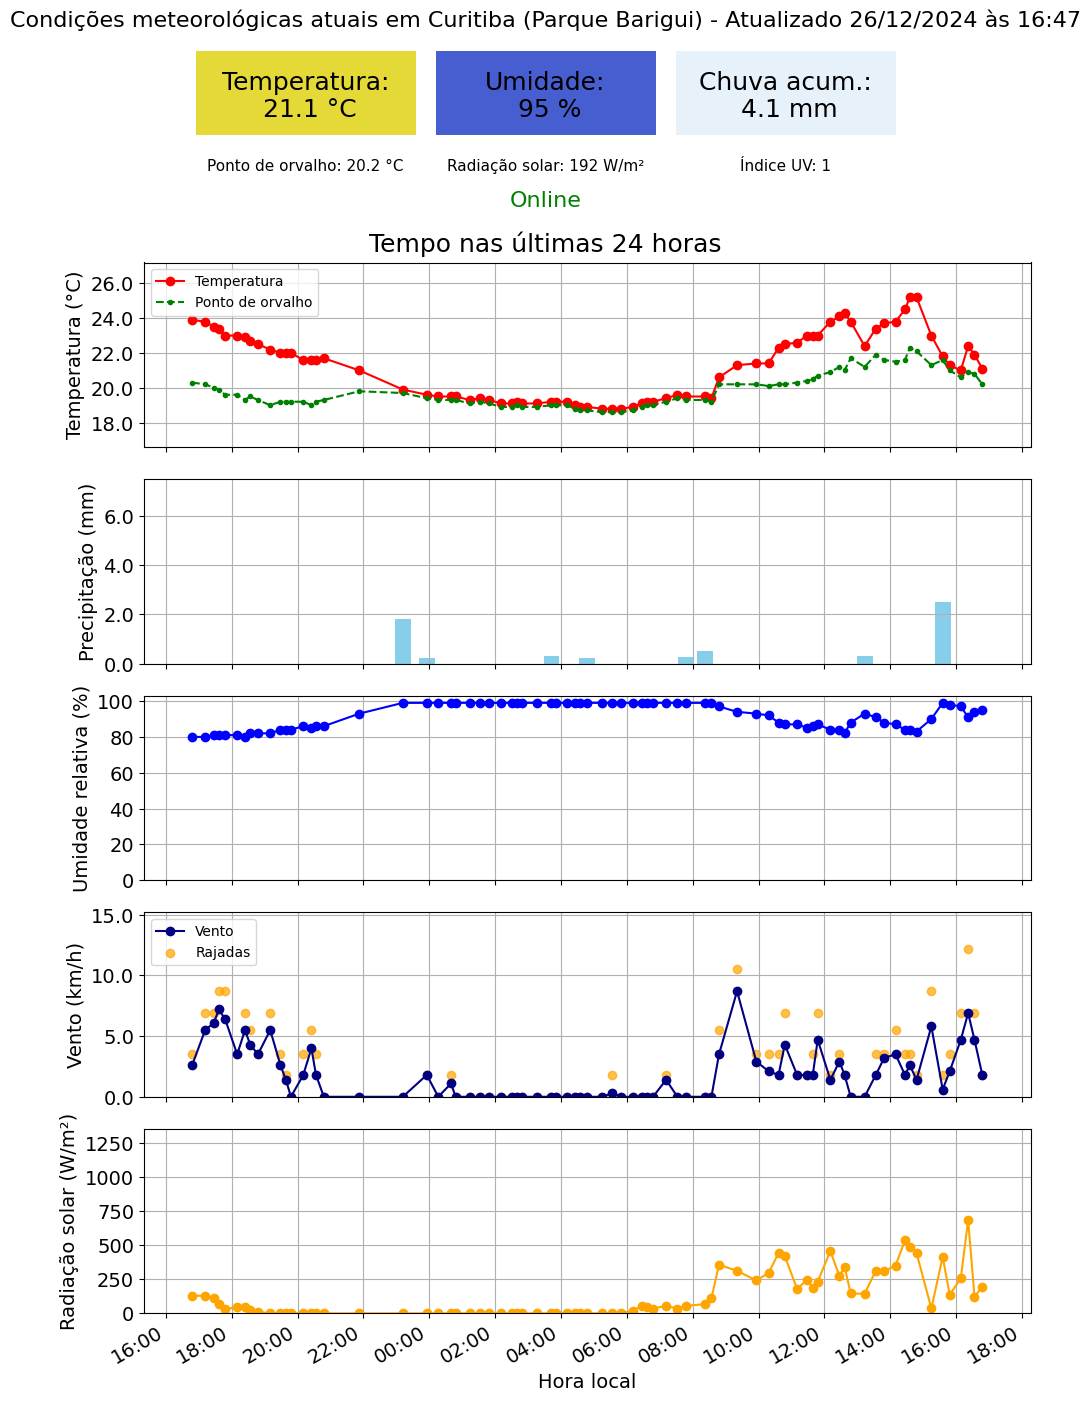 Condições meteorológicas atuais em Curitiba (Parque Barigui) - Atualizado 26/12/2024 às 16:47
Temperatura:
21.1 °C
Umidade:
95 %
Chuva acum.:
4.1 mm
Ponto de orvalho: 20.2 °C
Radiação solar: 192 W/m²
Índice UV: 1
Online
Tempo nas últimas 24 horas
Temperatura (°C)
26.0
24.0
22.0
20.0
18.0
Temperatura
Ponto de orvalho
Precipitação (mm)
6.0
4.0
2.0
0.0
Umidade relativa (%)
100
80
60
40
20
0
Vento (km/h)
15.0
10.0
5.0
0.0
Vento
Rajadas
Radiação solar (W/m²)
1250
1000
750
500
250
0
16:00 18:00 20:00 22:00 00:00 02:00 04:00 06:00 08:00 10:00 12:00 14:00 16:00 18:00
Hora local